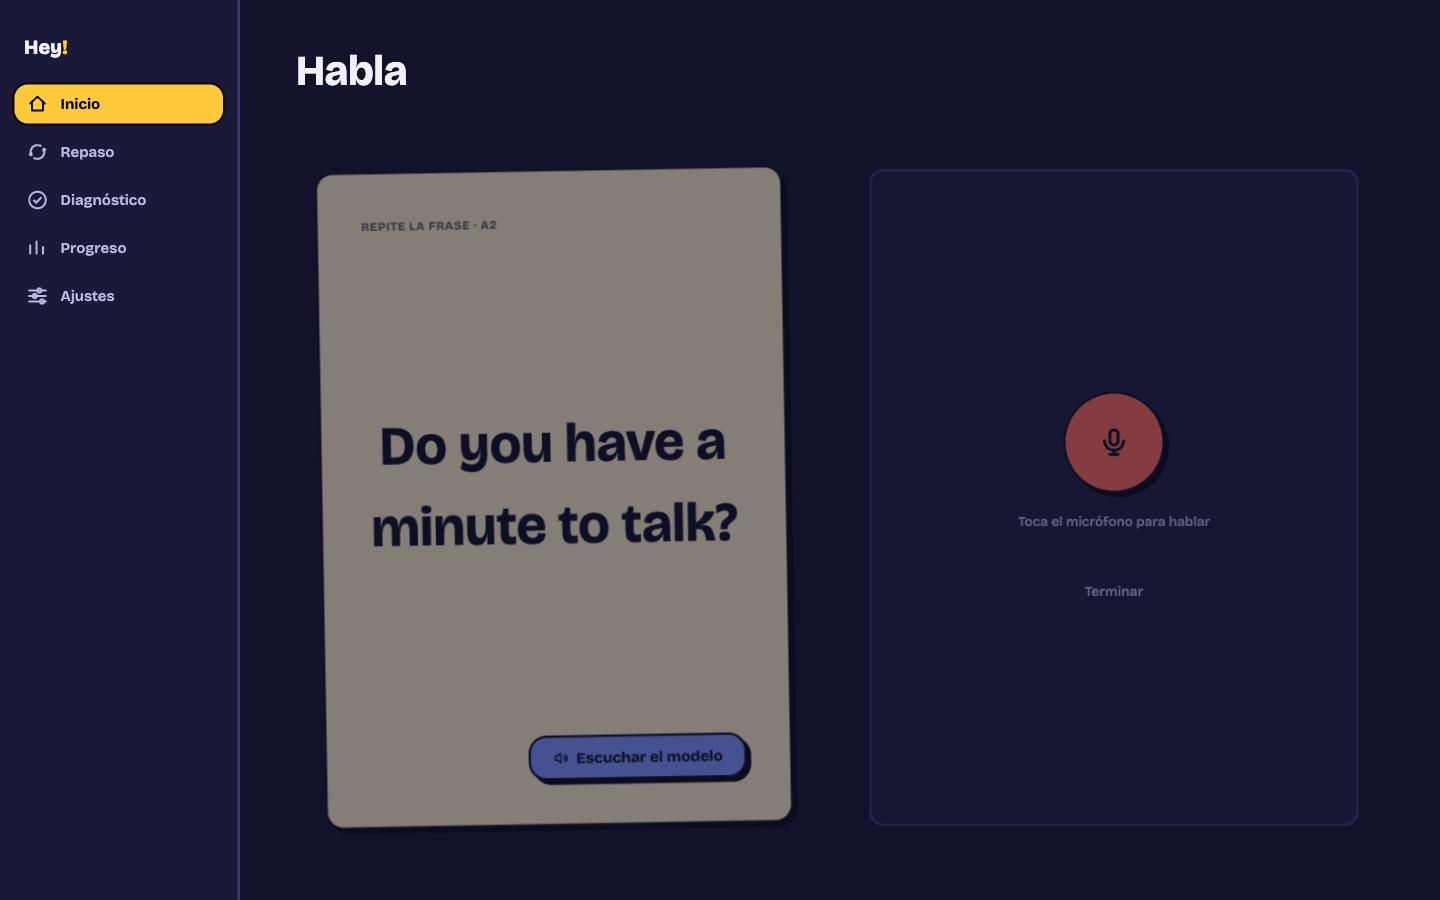 Hey!
Inicio
Repaso
Diagnóstico
Progreso
Ajustes
Habla
REPITE LA FRASE · A2
Do you have a
minute to talk?
Escuchar el modelo
Toca el micrófono para hablar
Terminar